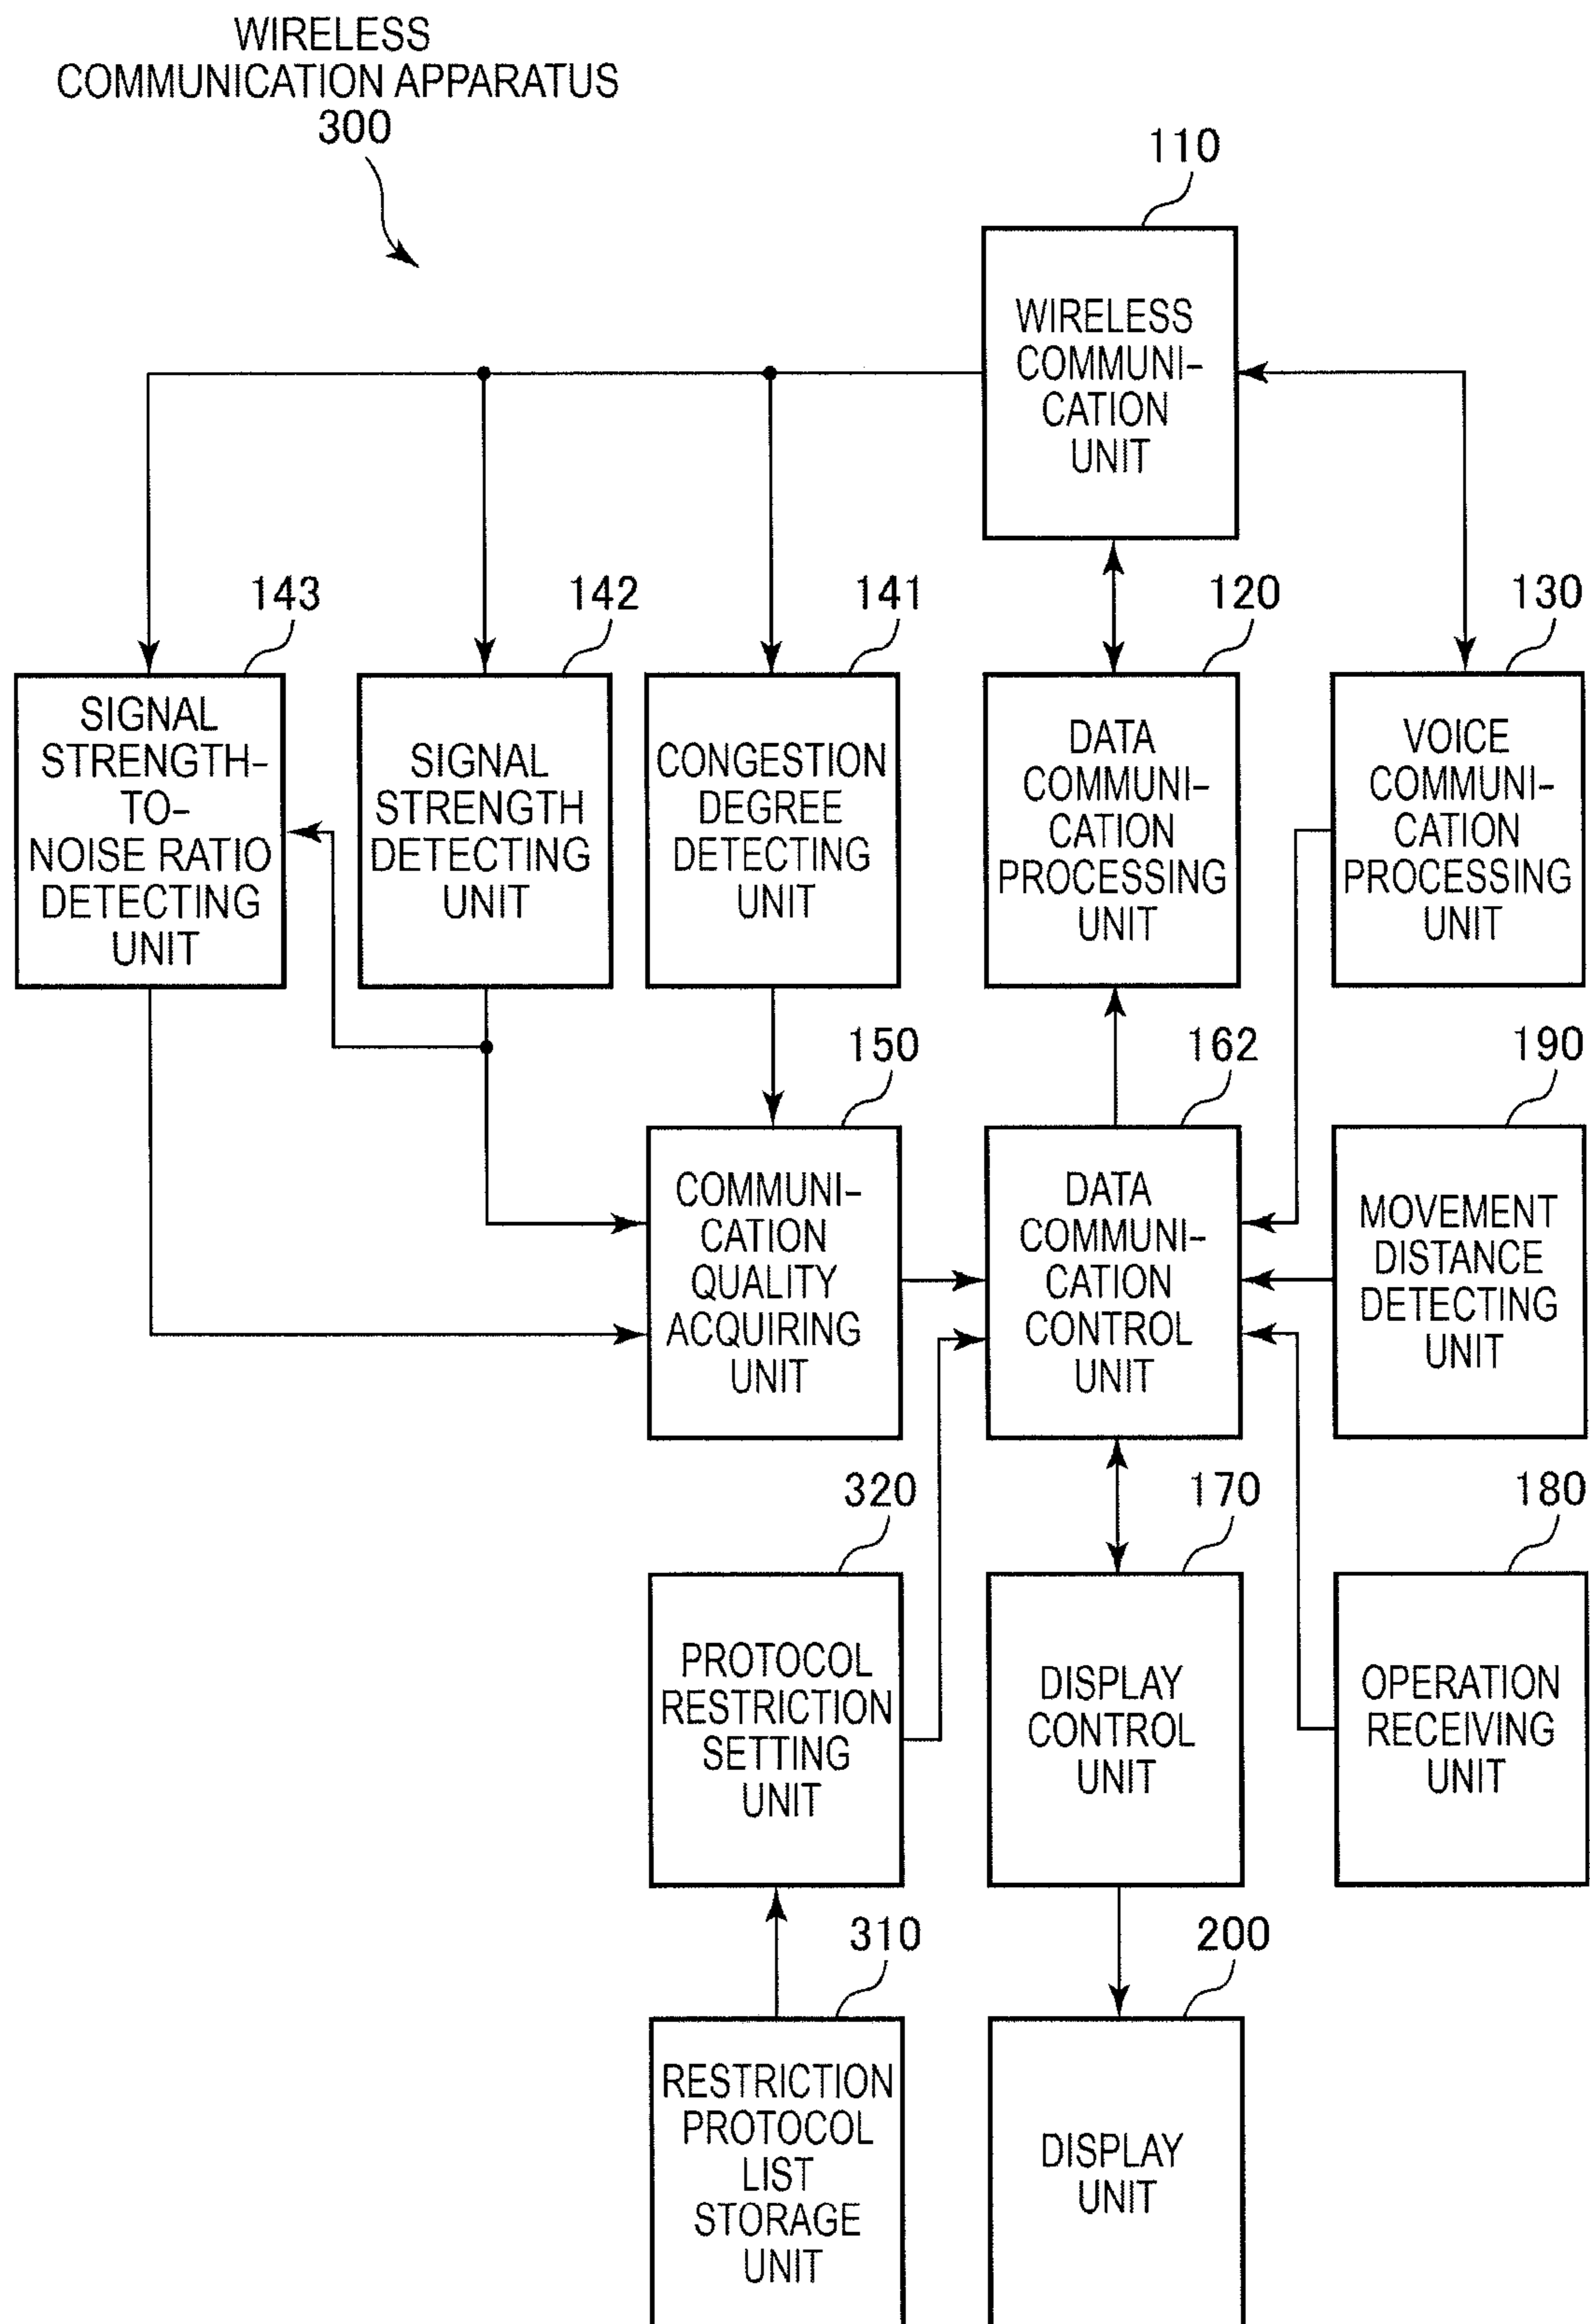 WIRELESS
COMMUNICATION APPARATUS
300
110
WIRELESS
COMMUNI-
CATION
UNIT
143
142
141
120
130
SIGNAL
STRENGTH-
TO-
NOISE RATIO
DETECTING
UNIT
SIGNAL
STRENGTH
DETECTING
UNIT
CONGESTION
DEGREE
DETECTING
UNIT
DATA
COMMUNI-
CATION
PROCESSING
UNIT
VOICE
COMMUNI-
CATION
PROCESSING
UNIT
150
162
190
COMMUNI-
CATION
QUALITY
ACQUIRING
UNIT
DATA
COMMUNI-
CATION
CONTROL
UNIT
MOVEMENT
DISTANCE
DETECTING
UNIT
320
170
180
PROTOCOL
RESTRICTION
SETTING
UNIT
DISPLAY
CONTROL
UNIT
OPERATION
RECEIVING
UNIT
310
200
RESTRICTION
PROTOCOL
LIST
STORAGE
UNIT
DISPLAY
UNIT